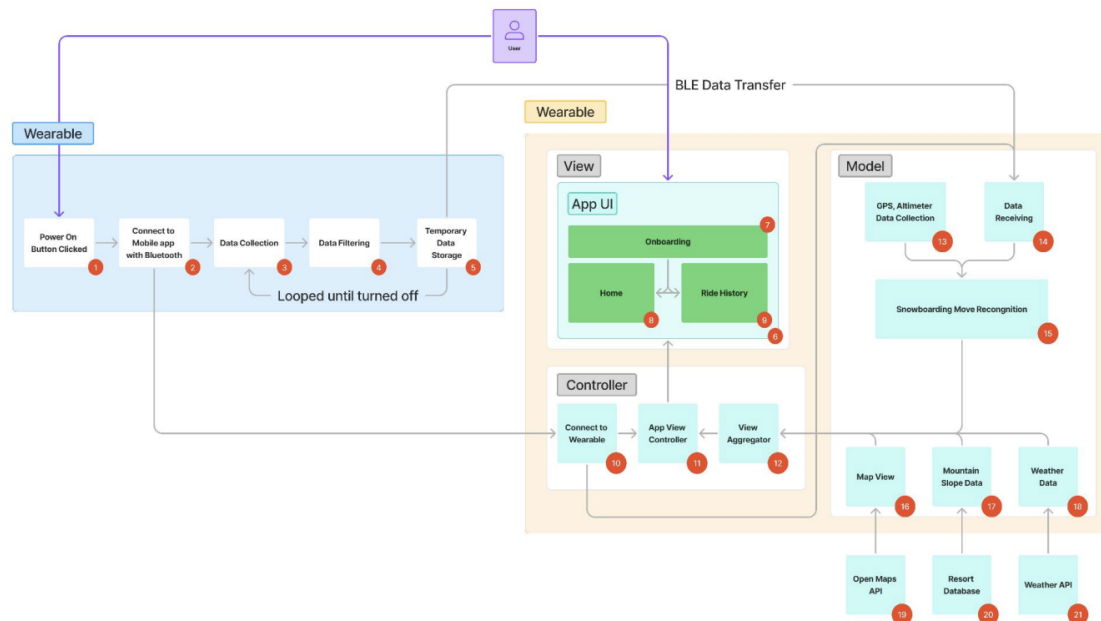 User
BLE Data Transfer
Wearable
Wearable
Power On
Button Clicked
1
Connect to
Mobile app
with Bluetooth
2
Data Collection
3
Data Filtering
4
Temporary
Data
Storage
5
Looped until turned off
View
App UI
Onboarding
7
Home
8
Ride History
9
6
Controller
Connect to
Wearable
10
App View
Controller
11
View
Aggregator
12
Model
GPS, Altimeter
Data Collection
13
Data
Receiving
14
Snowboarding Move Recongnition
15
Map View
16
Mountain
Slope Data
17
Weather
Data
18
Open Maps
API
19
Resort
Database
20
Weather API
21